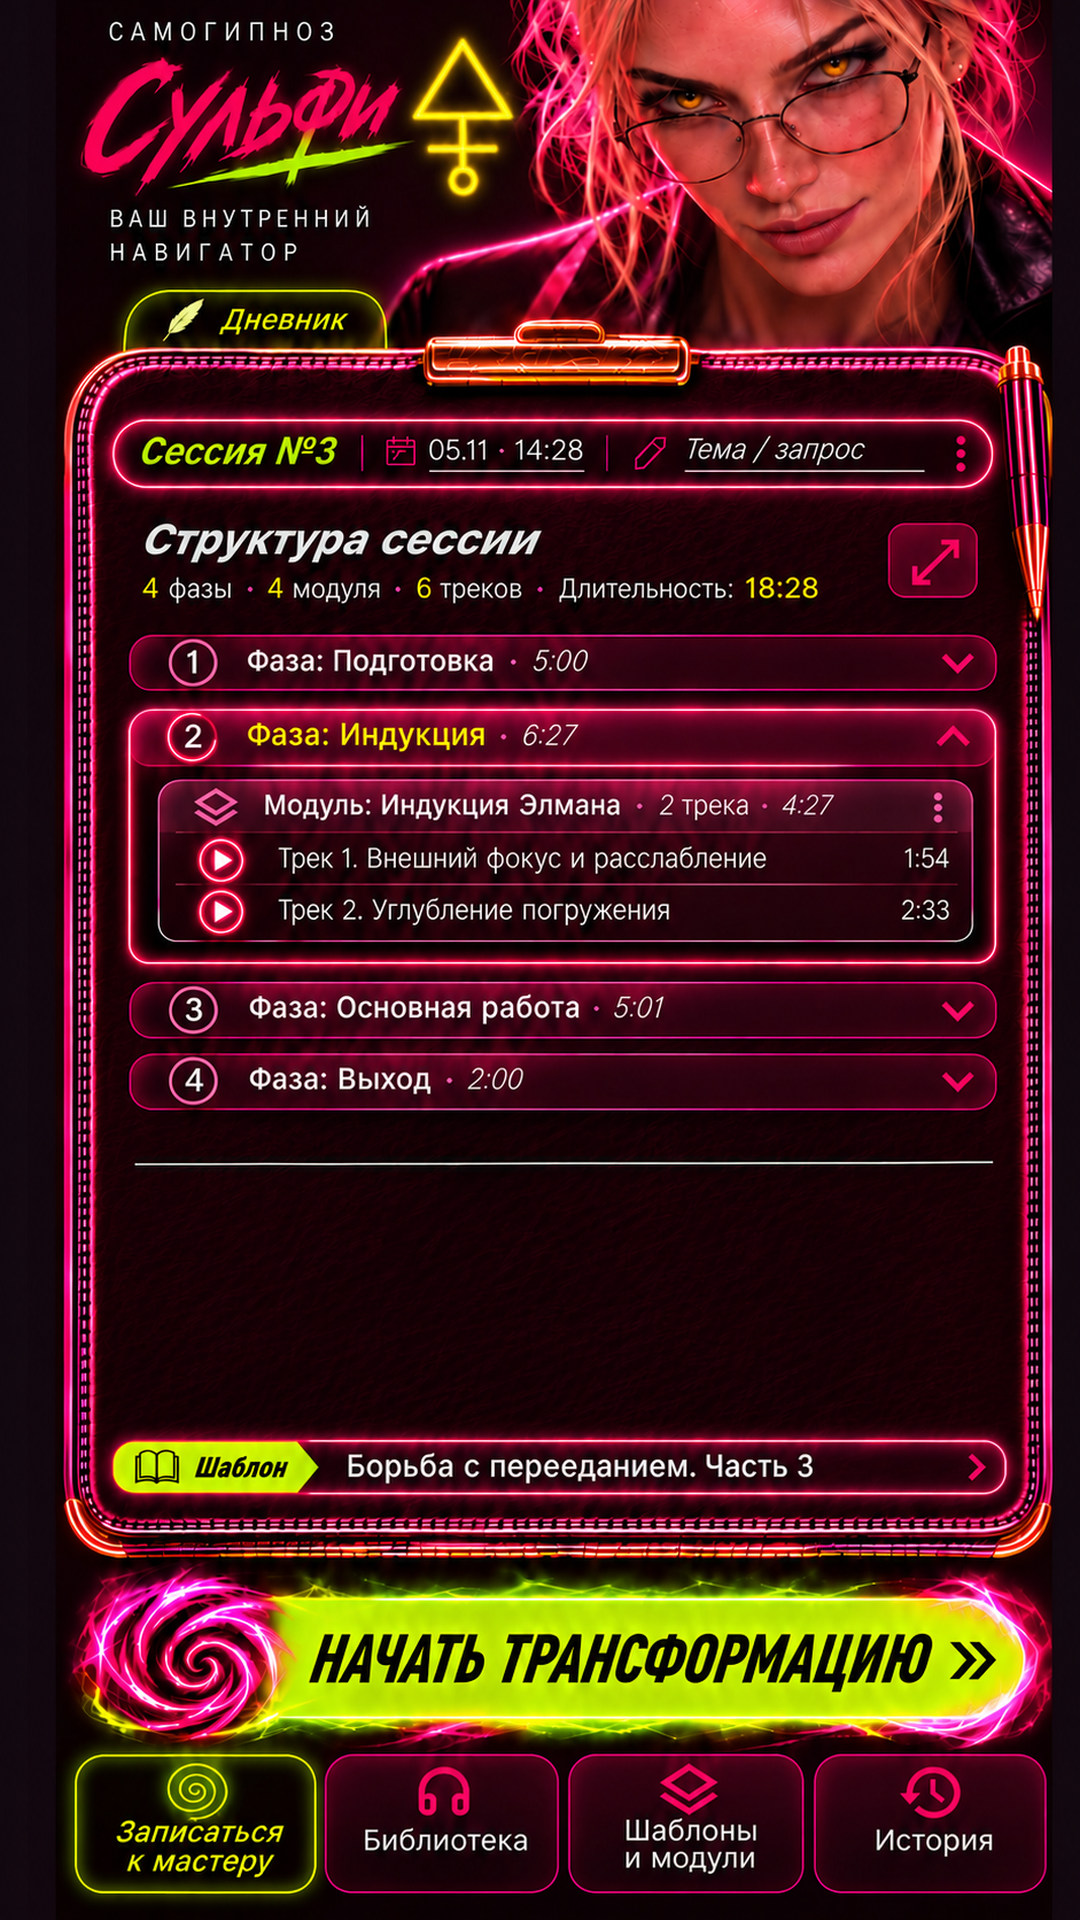 САМОГИПНОЗ
Сульфи
ВАШ ВНУТРЕННИЙ
НАВИГАТОР
Дневник
Сессия №3 05.11 · 14:28 Тема / запрос
Структура сессии
4 фазы · 4 модуля · 6 треков · Длительность: 18:28
1 Фаза: Подготовка · 5:00
2 Фаза: Индукция · 6:27
Модуль: Индукция Элмана · 2 трека · 4:27
Трек 1. Внешний фокус и расслабление 1:54
Трек 2. Углубление погружения 2:33
3 Фаза: Основная работа · 5:01
4 Фаза: Выход · 2:00
Шаблон Борьба с перееданием. Часть 3
НАЧАТЬ ТРАНСФОРМАЦИЮ »
Записаться
к мастеру
Библиотека
Шаблоны
и модули
История